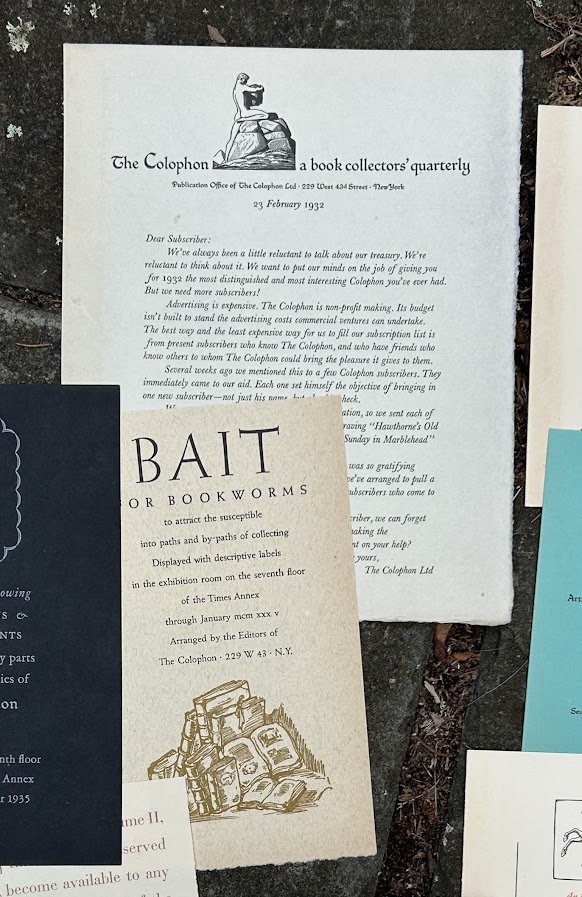 The Colophon a book collectors' quarterly
Publication Office of The Colophon Ltd · 229 West 43d Street · New York
23 February 1932
Dear Subscriber:
We've always been a little reluctant to talk about our treasury. We're
reluctant to think about it. We want to put our minds on the job of giving you
for 1932 the most distinguished and most interesting Colophon you've ever had.
But we need more subscribers!
Advertising is expensive. The Colophon is non-profit making. Its budget
isn't built to stand the advertising costs commercial ventures can undertake.
The best way and the least expensive way for us to fill our subscription list is
from present subscribers who know The Colophon, and who have friends who
know others to whom The Colophon could bring the pleasure it gives to them.
Several weeks ago we mentioned this to a few Colophon subscribers. They
immediately came to our aid. Each one set himself the objective of bringing in
one new subscriber—not just his name, but check.
ation, so we sent each of
raving "Hawthorne's Old
Sunday in Marblehead"
was so gratifying
we've arranged to pull a
ubscribers who come to
criber, we can forget
making the
nt on your help?
yours,
The Colophon Ltd
BAIT
OR BOOKWORMS
to attract the susceptible
into paths and by-paths of collecting
Displayed with descriptive labels
in the exhibition room on the seventh floor
of the Times Annex
through January mcm xxx v
Arranged by the Editors of
The Colophon · 229 W 43 · N.Y.
owing
S &
NTS
y parts
ics of
on
nth floor
Annex
r 1935
ume II,
served
become available to any
Art
Sea